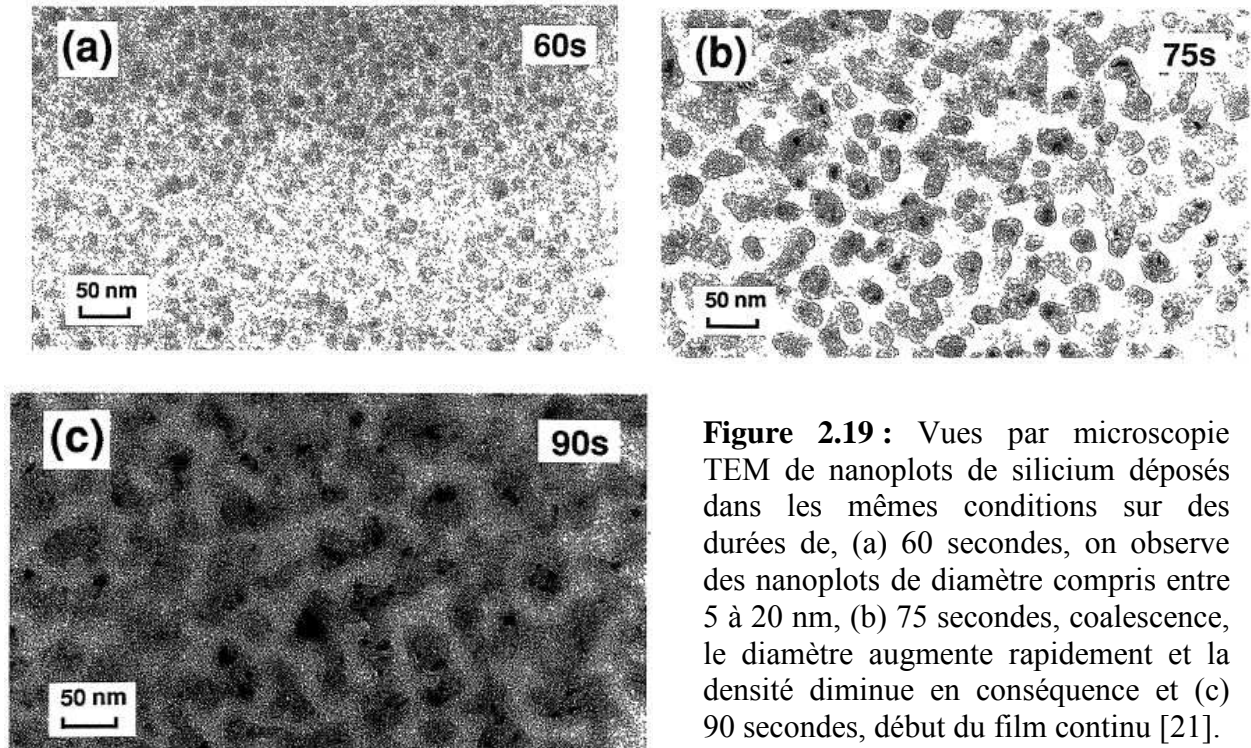 (a)
60s
50 nm
(b)
75s
50 nm
(c)
90s
50 nm
Figure 2.19 : Vues par microscopie
TEM de nanoplots de silicium déposés
dans les mêmes conditions sur des
durées de, (a) 60 secondes, on observe
des nanoplots de diamètre compris entre
5 à 20 nm, (b) 75 secondes, coalescence,
le diamètre augmente rapidement et la
densité diminue en conséquence et (c)
90 secondes, début du film continu [21].